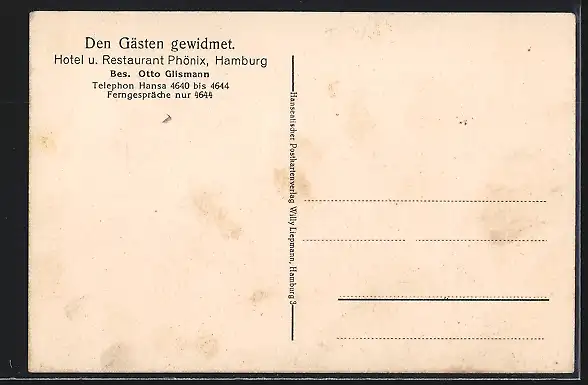 Den Gästen gewidmet.
Hotel u. Restaurant Phönix, Hamburg
Bes. Otto Glismann
Telephon Hansa 4640 bis 4644
Ferngespräche nur 4644
Hanseatischer Postkartenverlag Willy Liepmann, Hamburg 3